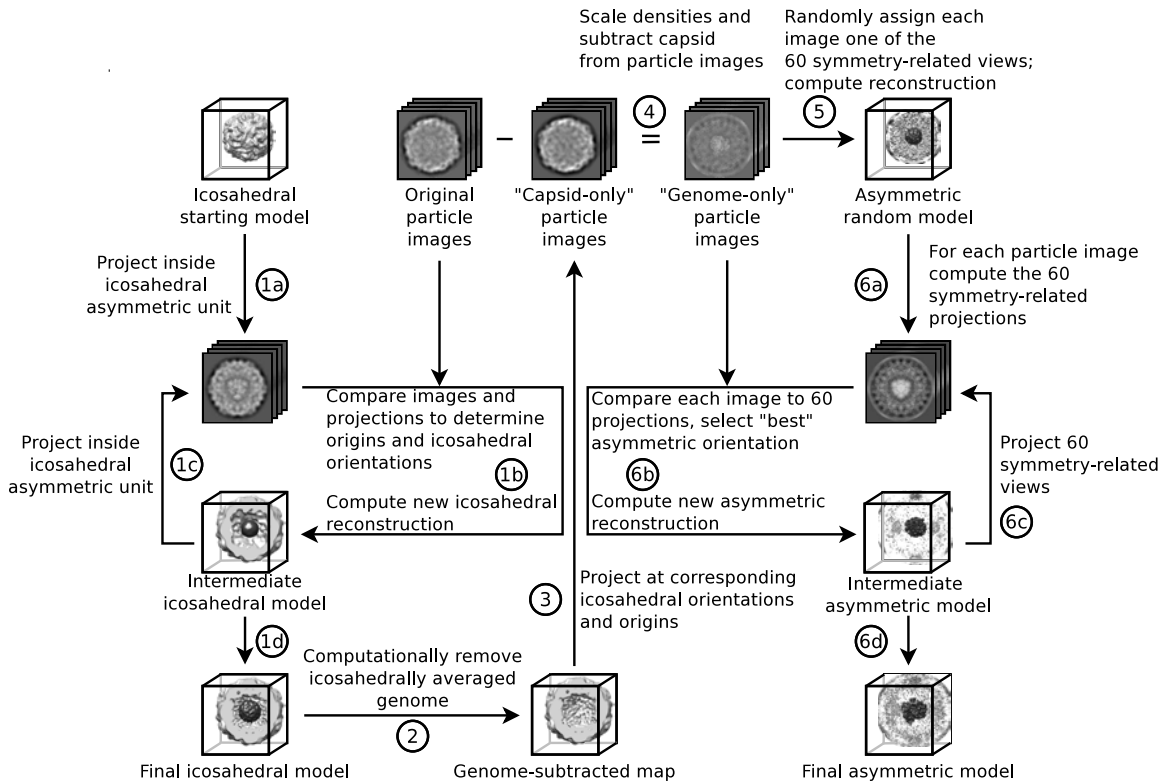 Scale densities and
subtract capsid
from particle images
4
Randomly assign each
image one of the
60 symmetry-related views;
compute reconstruction
5
Icosahedral
starting model
Original
particle
images
"Capsid-only"
particle
images
"Genome-only"
particle
images
Asymmetric
random model
Project inside
icosahedral
asymmetric unit
1a
For each particle image
compute the 60
symmetry-related
projections
6a
Compare images and
projections to determine
origins and icosahedral
orientations
1b
Compute new icosahedral
reconstruction
Compare each image to 60
projections, select "best"
asymmetric orientation
6b
Compute new asymmetric
reconstruction
Project inside
icosahedral
asymmetric unit
1c
Project 60
symmetry-related
views
6c
Intermediate
icosahedral model
1d
3
Project at corresponding
icosahedral orientations
and origins
Intermediate
asymmetric model
6d
Computationally remove
icosahedrally averaged
genome
2
Final icosahedral model
Genome-subtracted map
Final asymmetric model